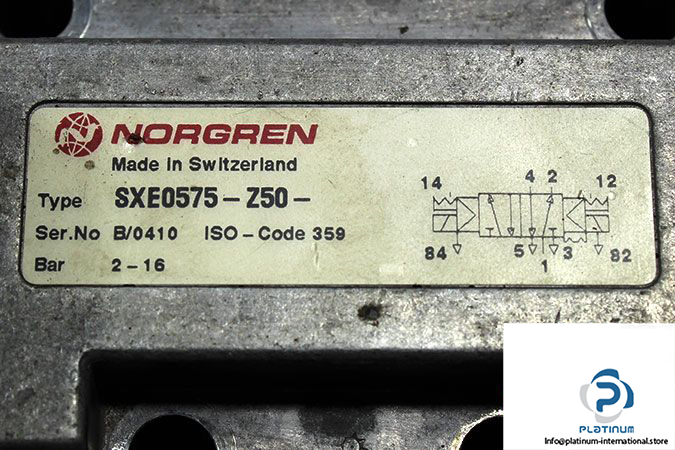 NORGREN
Made in Switzerland
Type SXE0575-Z50-
Ser.No B/0410 ISO-Code 359
Bar 2-16
14 4 2 12
84 5 3 82
1
PLATINUM
Info@platinum-international.store